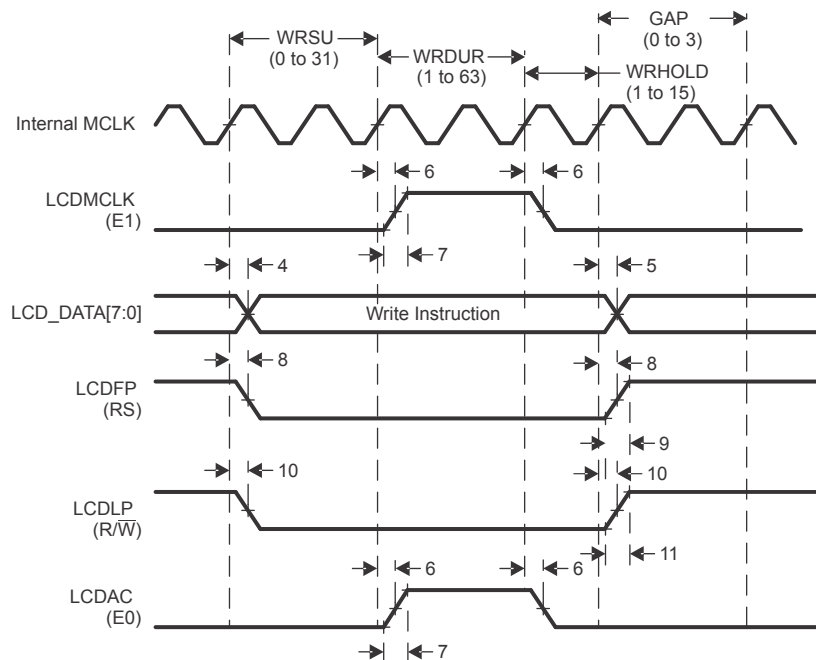 GAP
(0 to 3)
WRSU
(0 to 31)
WRDUR
(1 to 63)
WRHOLD
(1 to 15)
Internal MCLK
6
6
LCDMCLK
(E1)
7
4
5
LCD_DATA[7:0]
Write Instruction
8
8
LCDFP
(RS)
9
10
10
LCDLP
(R/W̅)
11
6
6
LCDAC
(E0)
7